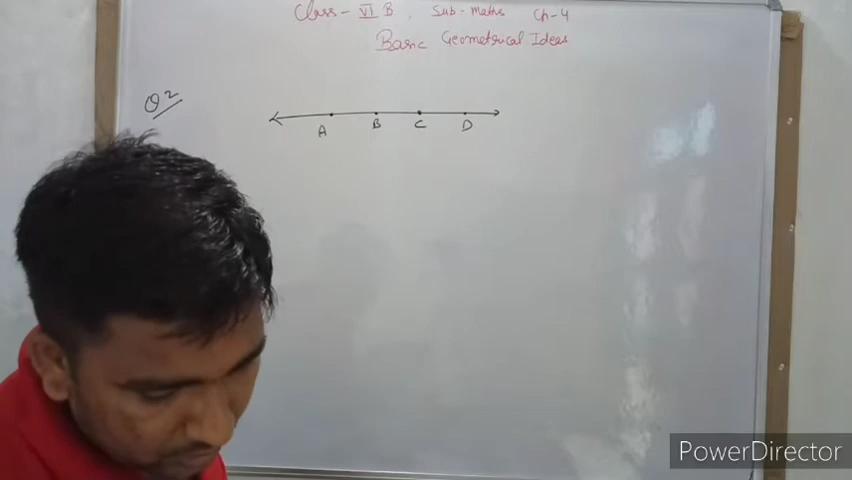 Class - VI B , Sub - Maths Ch - 4
Basic Geometrical Ideas
Q2
A B C D
PowerDirector